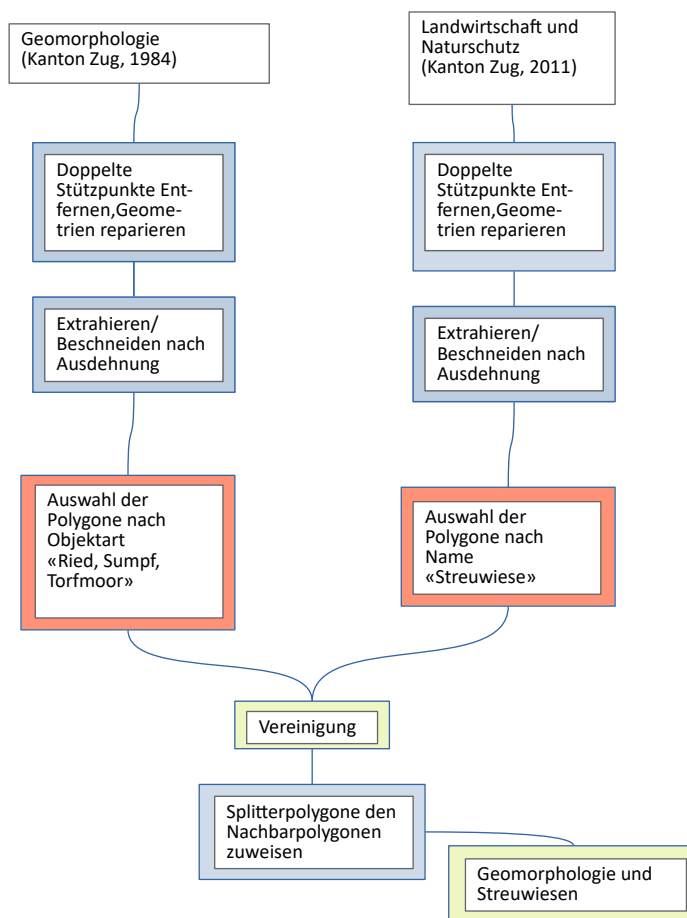 Geomorphologie
(Kanton Zug, 1984)
Landwirtschaft und
Naturschutz
(Kanton Zug, 2011)
Doppelte
Stützpunkte Ent-
fernen,Geome-
trien reparieren
Doppelte
Stützpunkte Ent-
fernen,Geome-
trien reparieren
Extrahieren/
Beschneiden nach
Ausdehnung
Extrahieren/
Beschneiden nach
Ausdehnung
Auswahl der
Polygone nach
Objektart
«Ried, Sumpf,
Torfmoor»
Auswahl der
Polygone nach
Name
«Streuwiese»
Vereinigung
Splitterpolygone den
Nachbarpolygonen
zuweisen
Geomorphologie und
Streuwiesen